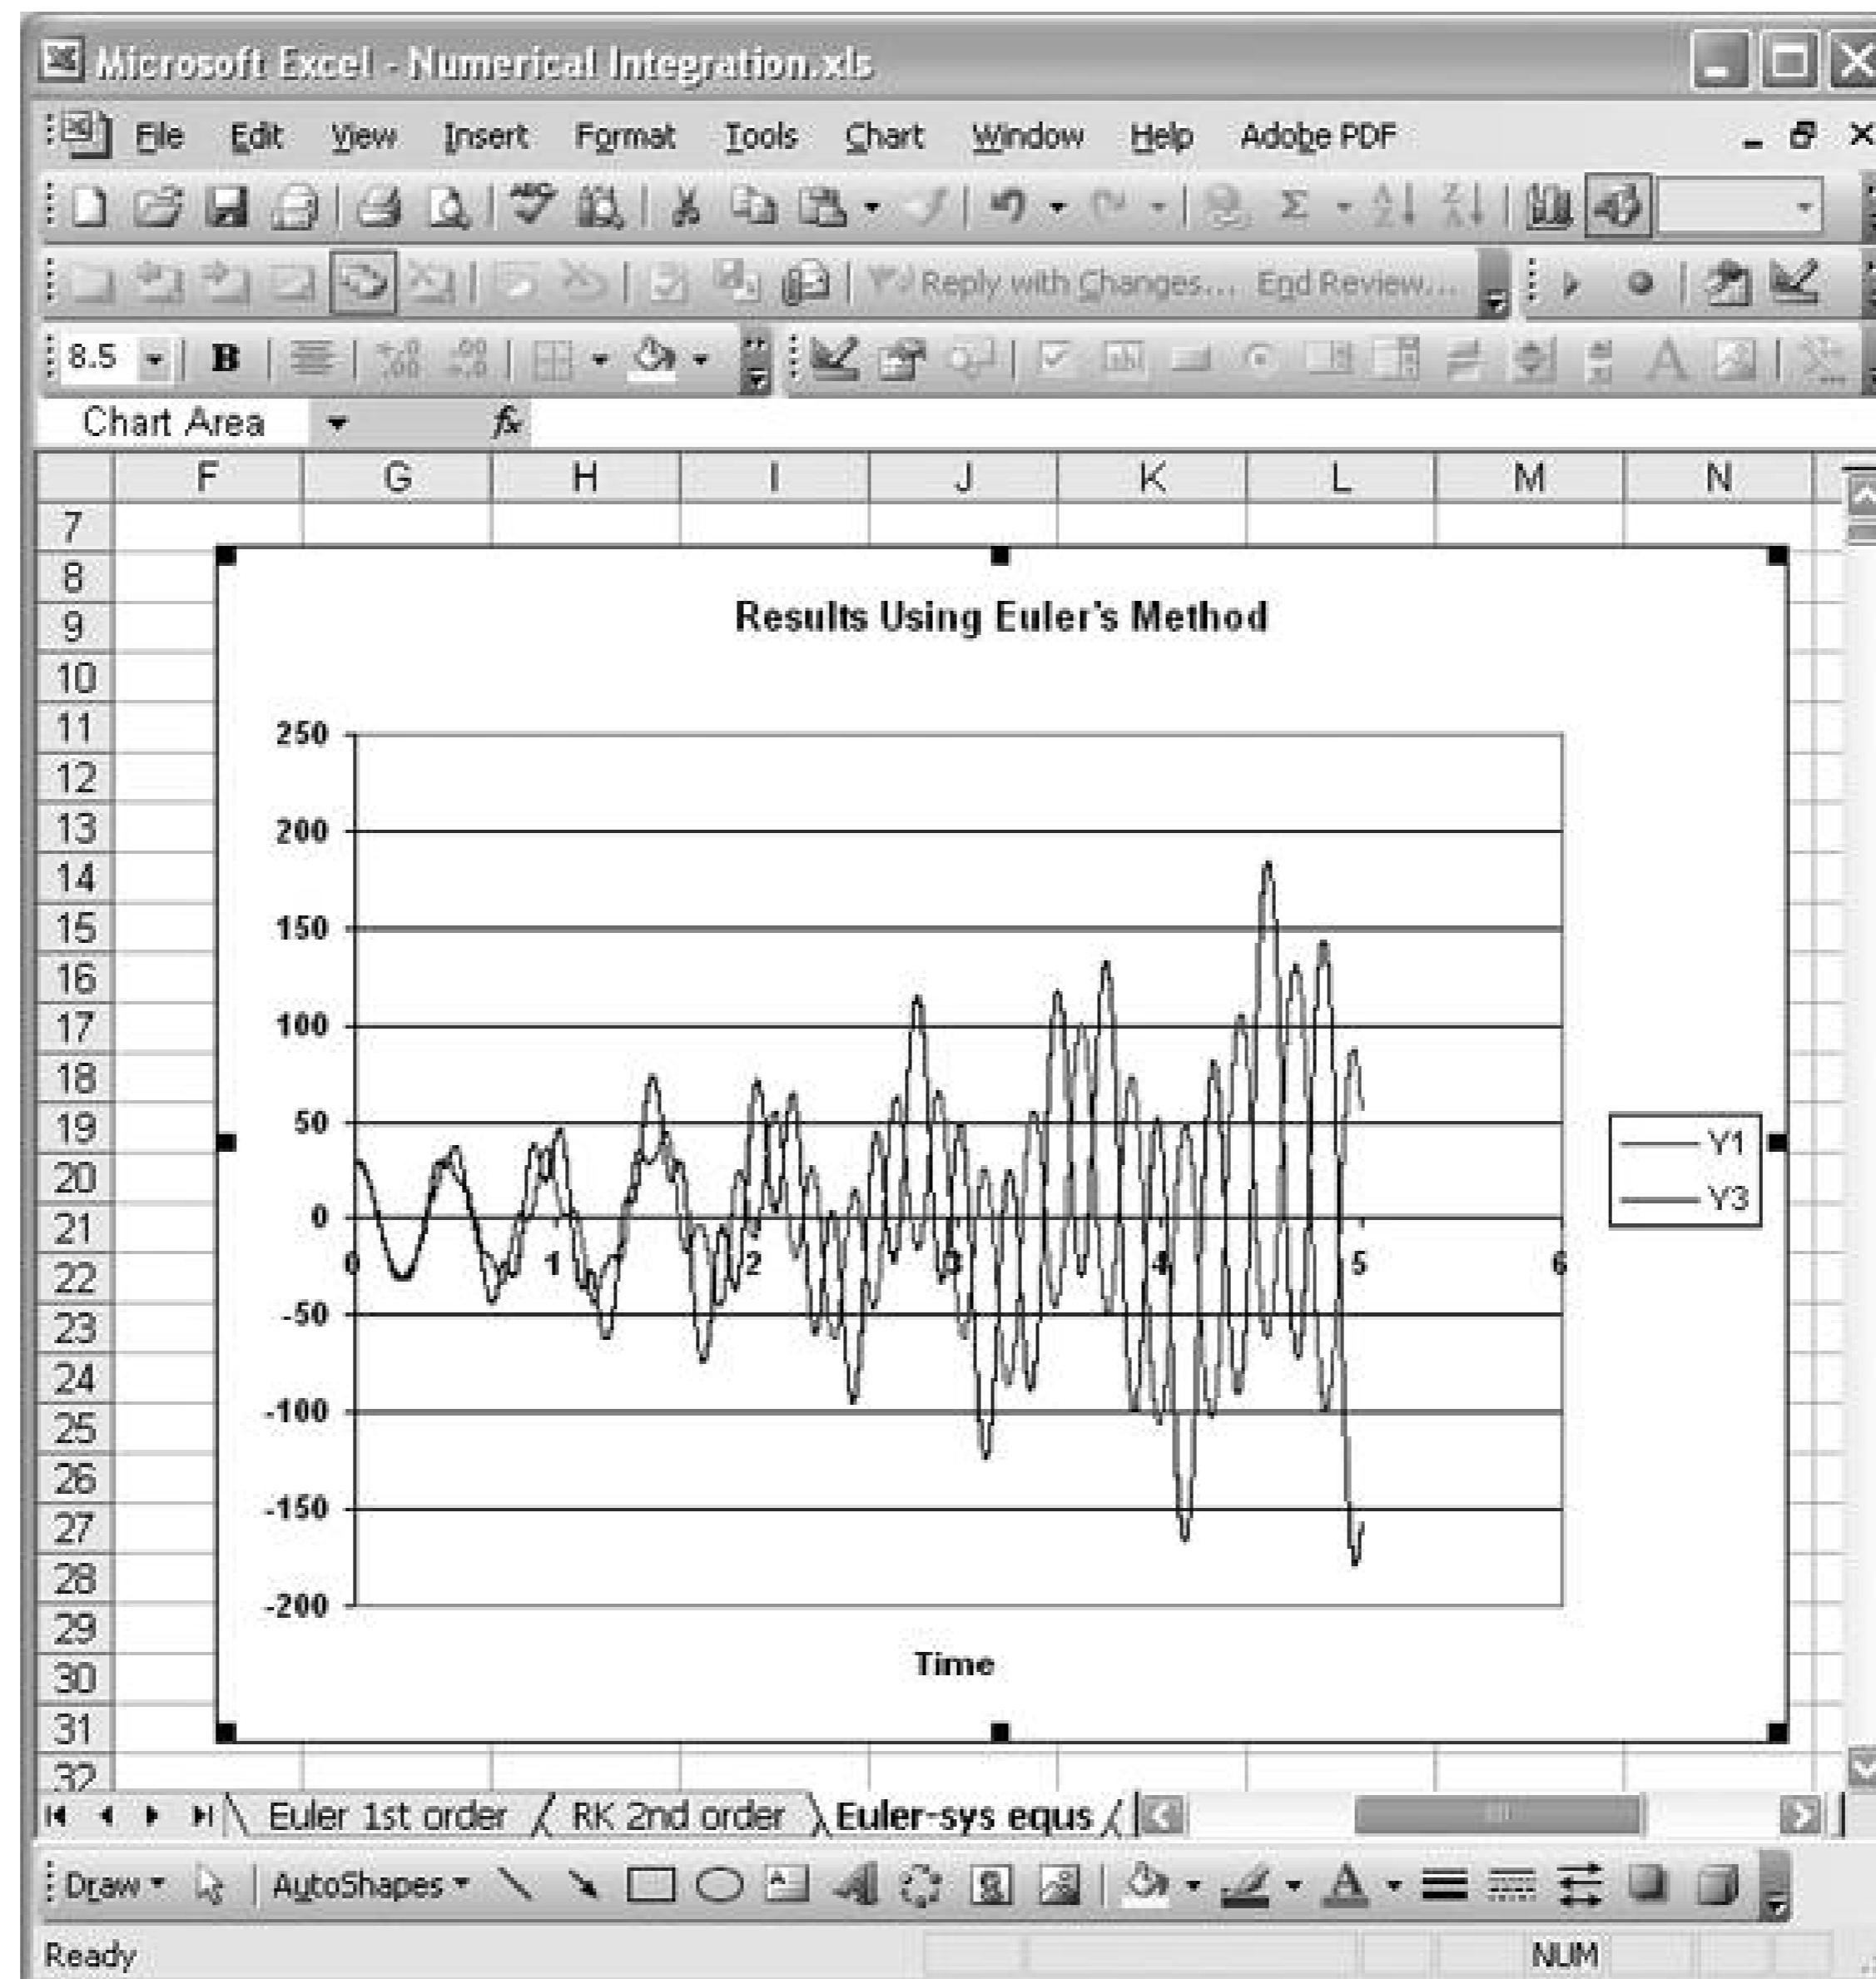 Microsoft Excel - Numerical Integration.xls
File Edit View Insert Format Tools Chart Window Help Adobe PDF
Reply with Changes... End Review...
8.5 B
Chart Area fx
F G H I J K L M N
7
8
9
10
11
12
13
14
15
16
17
18
19
20
21
22
23
24
25
26
27
28
29
30
31
32
Results Using Euler's Method
250
200
150
100
50
0
-50
-100
-150
-200
0 1 2 3 4 5 6
Time
Y1
Y3
Euler 1st order / RK 2nd order \ Euler-sys equs /
Draw AutoShapes
Ready NUM